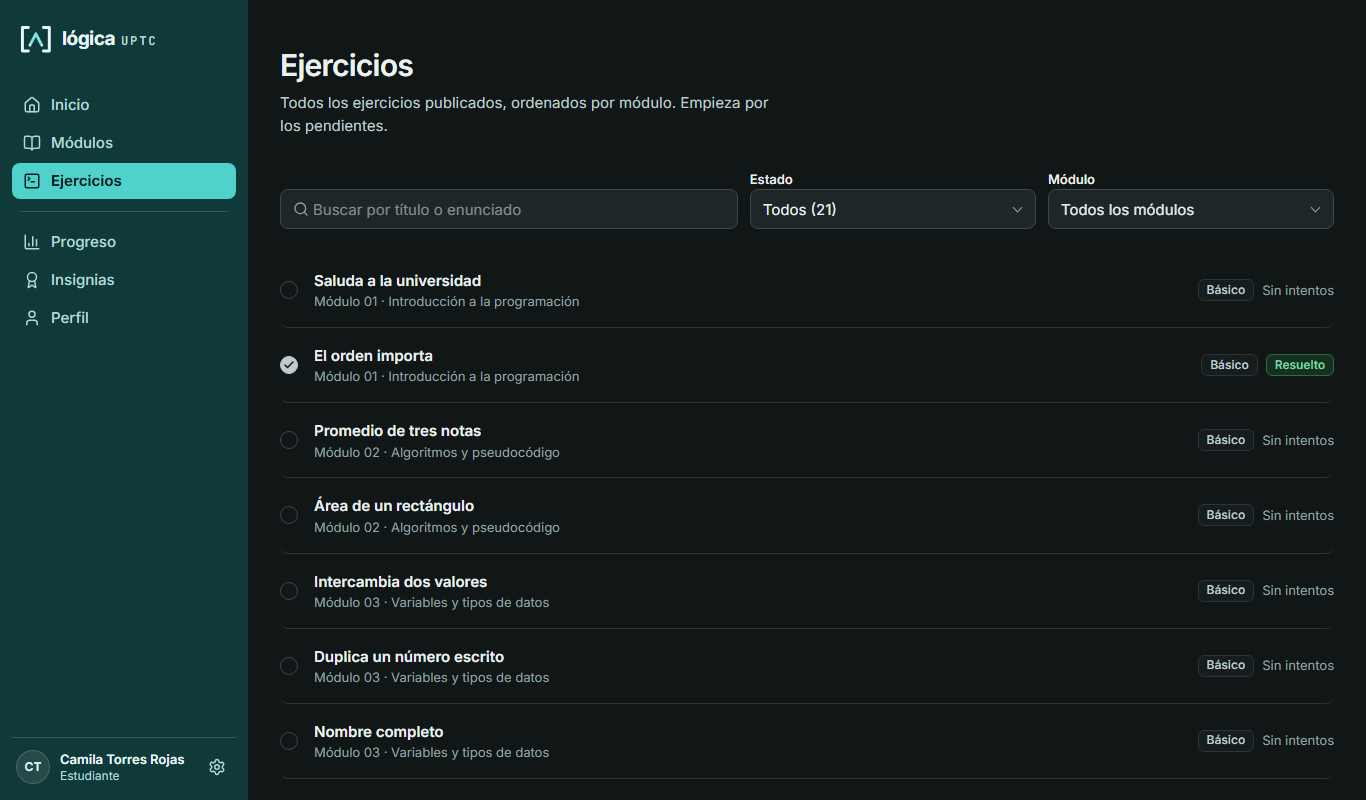 lógica UPTC
Inicio
Módulos
Ejercicios
Progreso
Insignias
Perfil
CT
Camila Torres Rojas
Estudiante
Ejercicios
Todos los ejercicios publicados, ordenados por módulo. Empieza por
los pendientes.
Buscar por título o enunciado
Estado
Todos (21)
Módulo
Todos los módulos
Saluda a la universidad
Módulo 01 · Introducción a la programación
Básico Sin intentos
El orden importa
Módulo 01 · Introducción a la programación
Básico Resuelto
Promedio de tres notas
Módulo 02 · Algoritmos y pseudocódigo
Básico Sin intentos
Área de un rectángulo
Módulo 02 · Algoritmos y pseudocódigo
Básico Sin intentos
Intercambia dos valores
Módulo 03 · Variables y tipos de datos
Básico Sin intentos
Duplica un número escrito
Módulo 03 · Variables y tipos de datos
Básico Sin intentos
Nombre completo
Módulo 03 · Variables y tipos de datos
Básico Sin intentos